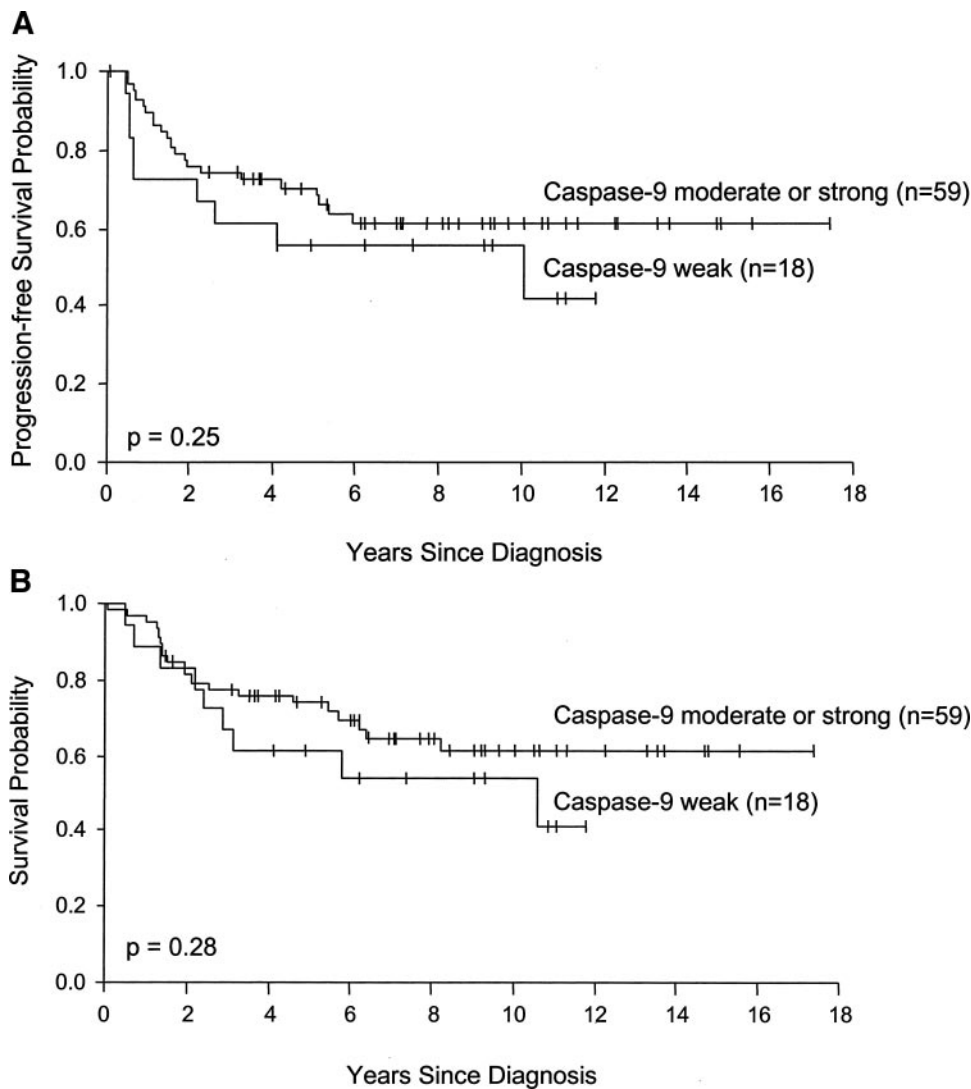 A
1.0
0.8
0.6
0.4
0.2
0.0
Progression-free Survival Probability
Caspase-9 moderate or strong (n=59)
Caspase-9 weak (n=18)
p = 0.25
0 2 4 6 8 10 12 14 16 18
Years Since Diagnosis
B
1.0
0.8
0.6
0.4
0.2
0.0
Survival Probability
Caspase-9 moderate or strong (n=59)
Caspase-9 weak (n=18)
p = 0.28
0 2 4 6 8 10 12 14 16 18
Years Since Diagnosis